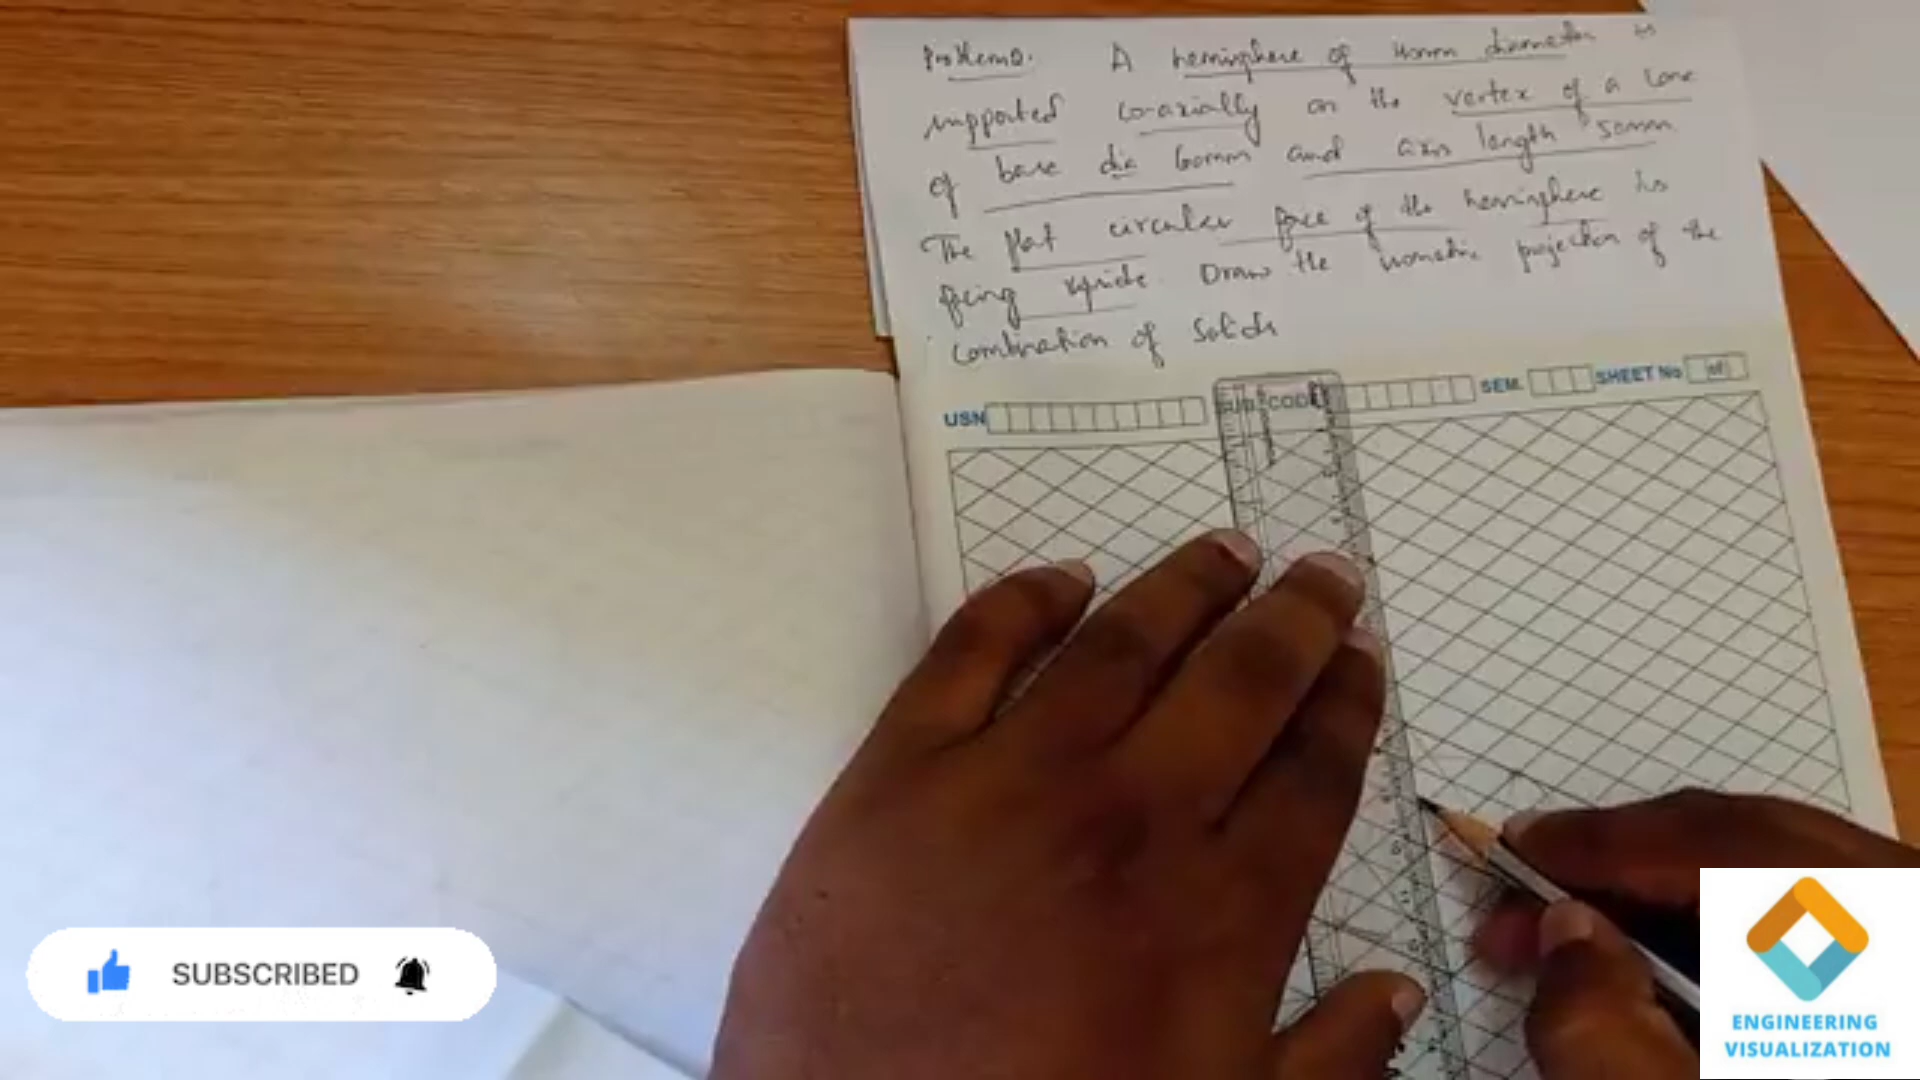 Problem 2. A hemisphere of 40mm diameter is
supported co-axially on the vertex of a cone
of base dia 60mm and axis length 50mm
The flat circular face of the hemisphere is
facing upside. Draw the isometric projection of the
Combination of Solids
USN SUB CODE SEM. SHEET No of
SUBSCRIBED
ENGINEERING
VISUALIZATION